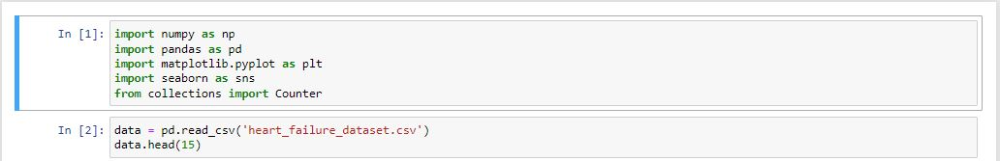 In [1]: import numpy as np
import pandas as pd
import matplotlib.pyplot as plt
import seaborn as sns
from collections import Counter
In [2]: data = pd.read_csv('heart_failure_dataset.csv')
data.head(15)